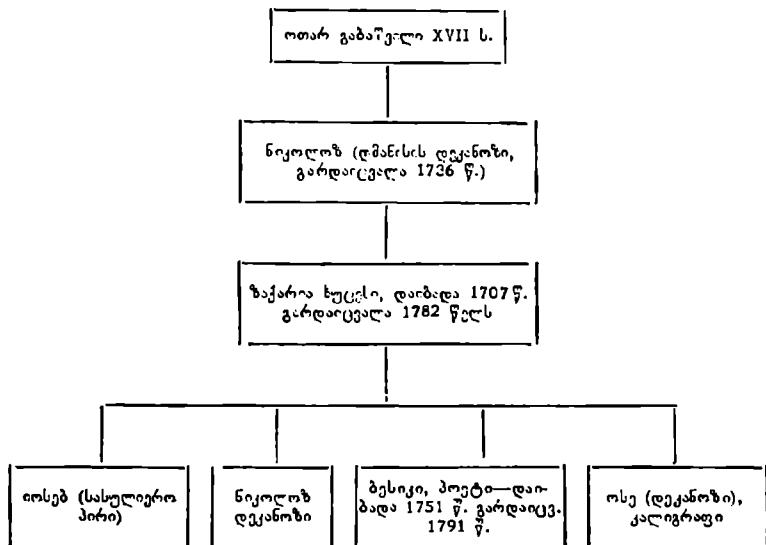 ოთარ გაბაშვილი XVII ს.
ნიკოლოზ (დმანისის დეკანოზი,
გარდაიცვალა 1736 წ.)
ზაქარია ხუცესი, დაიბადა 1707 წ.
გარდაიცვალა 1782 წელს
იოსებ (სასულიერო
პირი)
ნიკოლოზ
დეკანოზი
ბესიკი, პოეტი—დაი-
ბადა 1751 წ. გარდაიცვ.
1791 წ.
ოსე (დეკანოზი),
კალიგრაფი